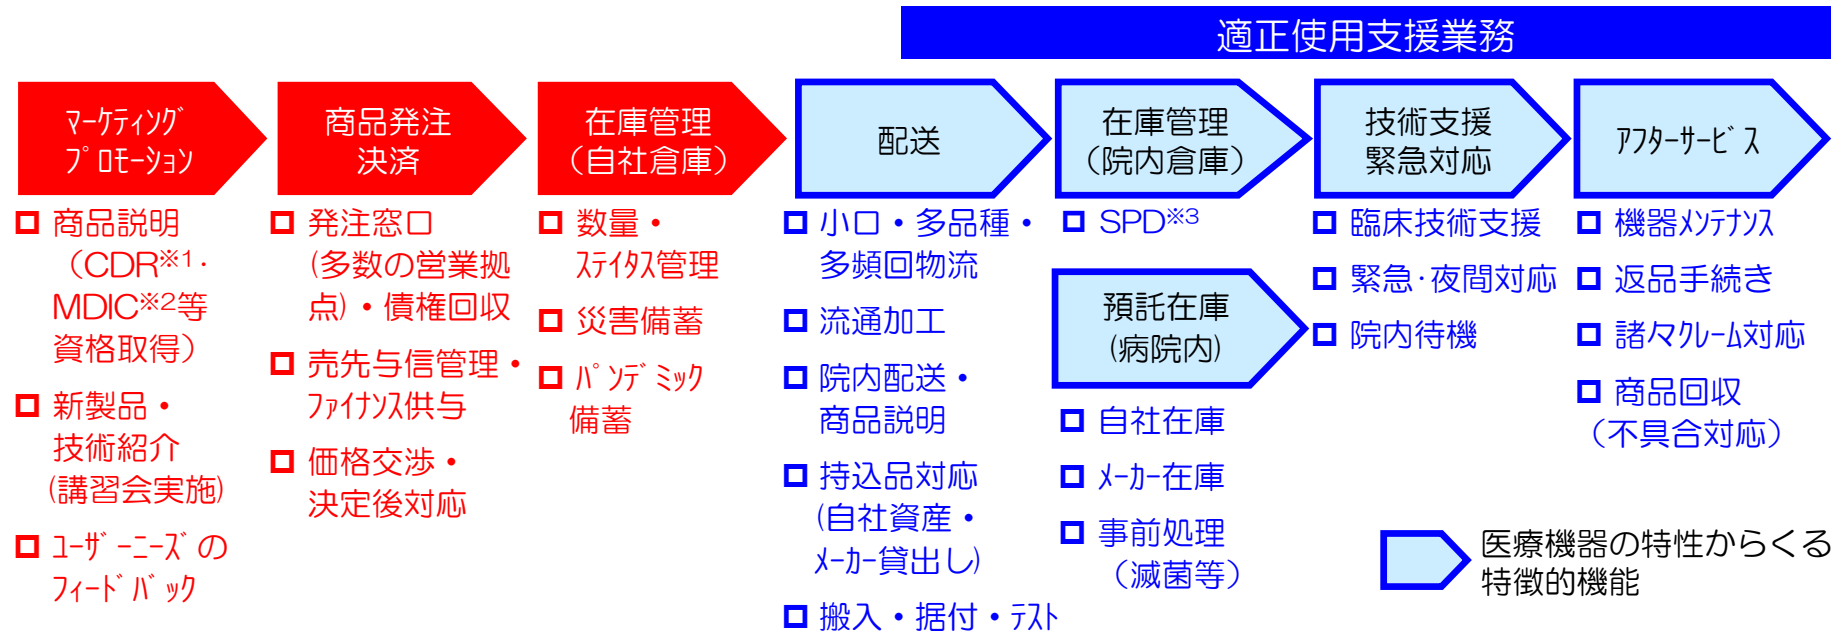 適正使用支援業務
ﾏｰｹﾃｨﾝｸﾞ
ﾌﾟﾛﾓｰｼｮﾝ
□ 商品説明
（CDR※1・
MDIC※2等
資格取得）
□ 新製品・
技術紹介
(講習会実施)
□ ﾕｰｻﾞｰﾆｰｽﾞの
ﾌｨｰﾄﾞﾊﾞｯｸ
商品発注
決済
□ 発注窓口
(多数の営業拠
点)・債権回収
□ 売先与信管理・
ﾌｧｲﾅﾝｽ供与
□ 価格交渉・
決定後対応
在庫管理
（自社倉庫）
□ 数量・
ｽﾃｲﾀｽ管理
□ 災害備蓄
□ ﾊﾟﾝﾃﾞﾐｯｸ
備蓄
配送
□ 小口・多品種・
多頻回物流
□ 流通加工
□ 院内配送・
商品説明
□ 持込品対応
(自社資産・
ﾒｰｶｰ貸出し)
□ 搬入・据付・ﾃｽﾄ
在庫管理
（院内倉庫）
□ SPD※3
預託在庫
(病院内)
□ 自社在庫
□ ﾒｰｶｰ在庫
□ 事前処理
（滅菌等）
技術支援
緊急対応
□ 臨床技術支援
□ 緊急･夜間対応
□ 院内待機
ｱﾌﾀｰｻｰﾋﾞｽ
□ 機器ﾒﾝﾃﾅﾝｽ
□ 返品手続き
□ 諸々ｸﾚｰﾑ対応
□ 商品回収
（不具合対応）
医療機器の特性からくる
特徴的機能